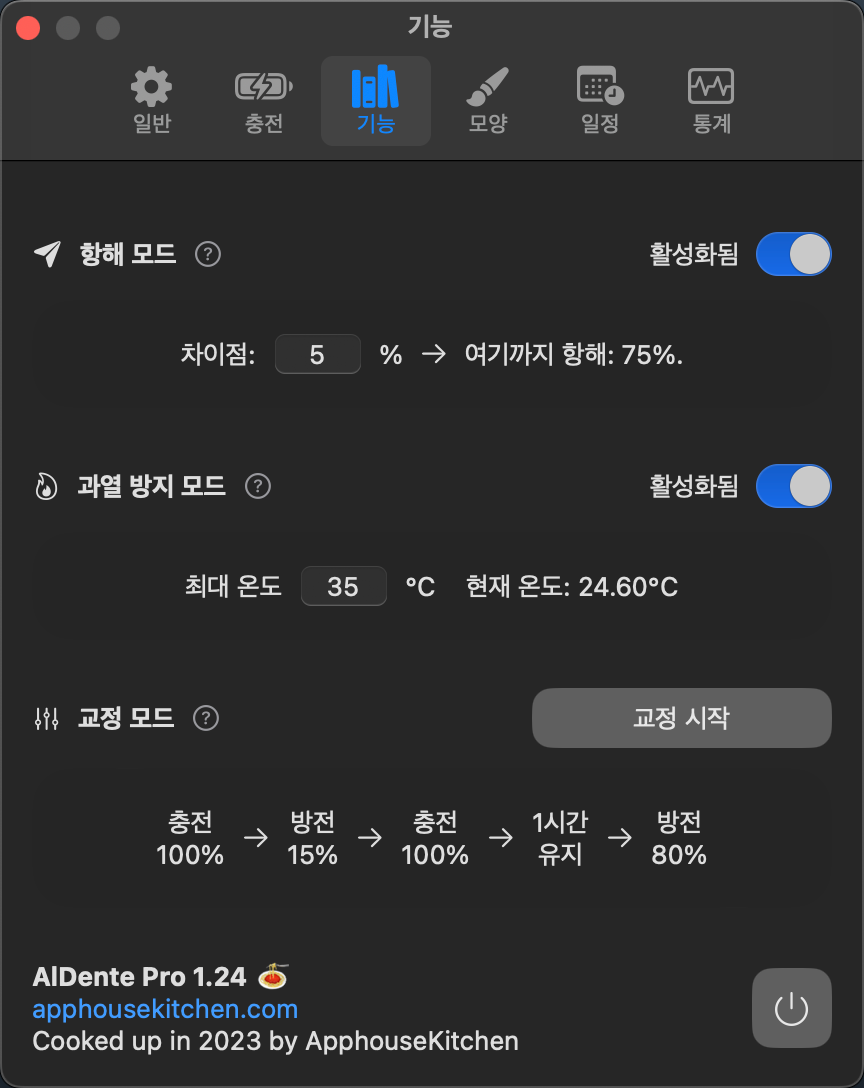 기능
일반 충전 기능 모양 일정 통계
항해 모드 ? 활성화됨
차이점: 5 % → 여기까지 항해: 75%.
과열 방지 모드 ? 활성화됨
최대 온도 35 °C 현재 온도: 24.60°C
교정 모드 ? 교정 시작
충전 → 방전 → 충전 → 1시간 → 방전
100% 15% 100% 유지 80%
AlDente Pro 1.24 🍝
apphousekitchen.com
Cooked up in 2023 by ApphouseKitchen